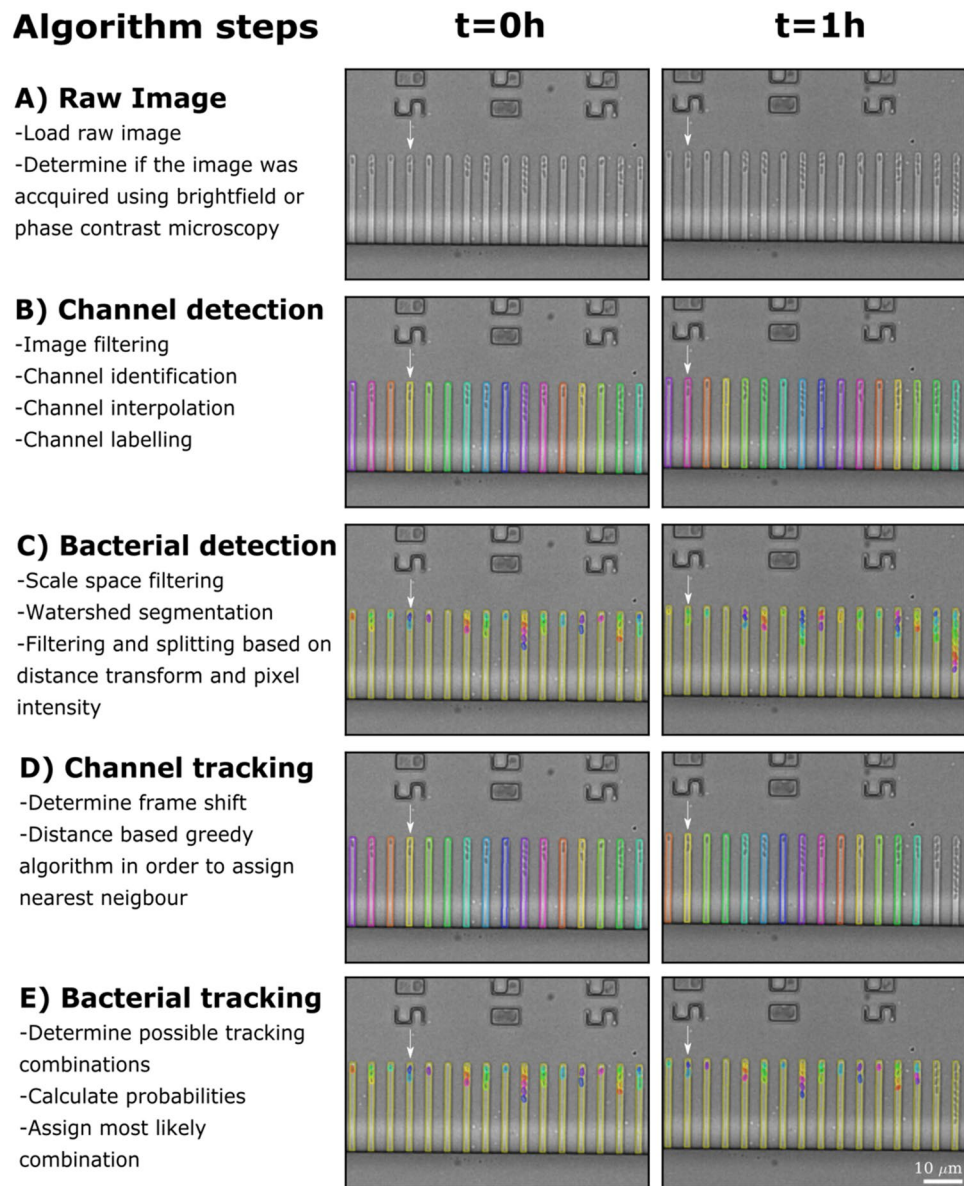 Algorithm steps
t=0h
t=1h
A) Raw Image
-Load raw image
-Determine if the image was
accquired using brightfield or
phase contrast microscopy
B) Channel detection
-Image filtering
-Channel identification
-Channel interpolation
-Channel labelling
C) Bacterial detection
-Scale space filtering
-Watershed segmentation
-Filtering and splitting based on
distance transform and pixel
intensity
D) Channel tracking
-Determine frame shift
-Distance based greedy
algorithm in order to assign
nearest neigbour
E) Bacterial tracking
-Determine possible tracking
combinations
-Calculate probabilities
-Assign most likely
combination
10 μm